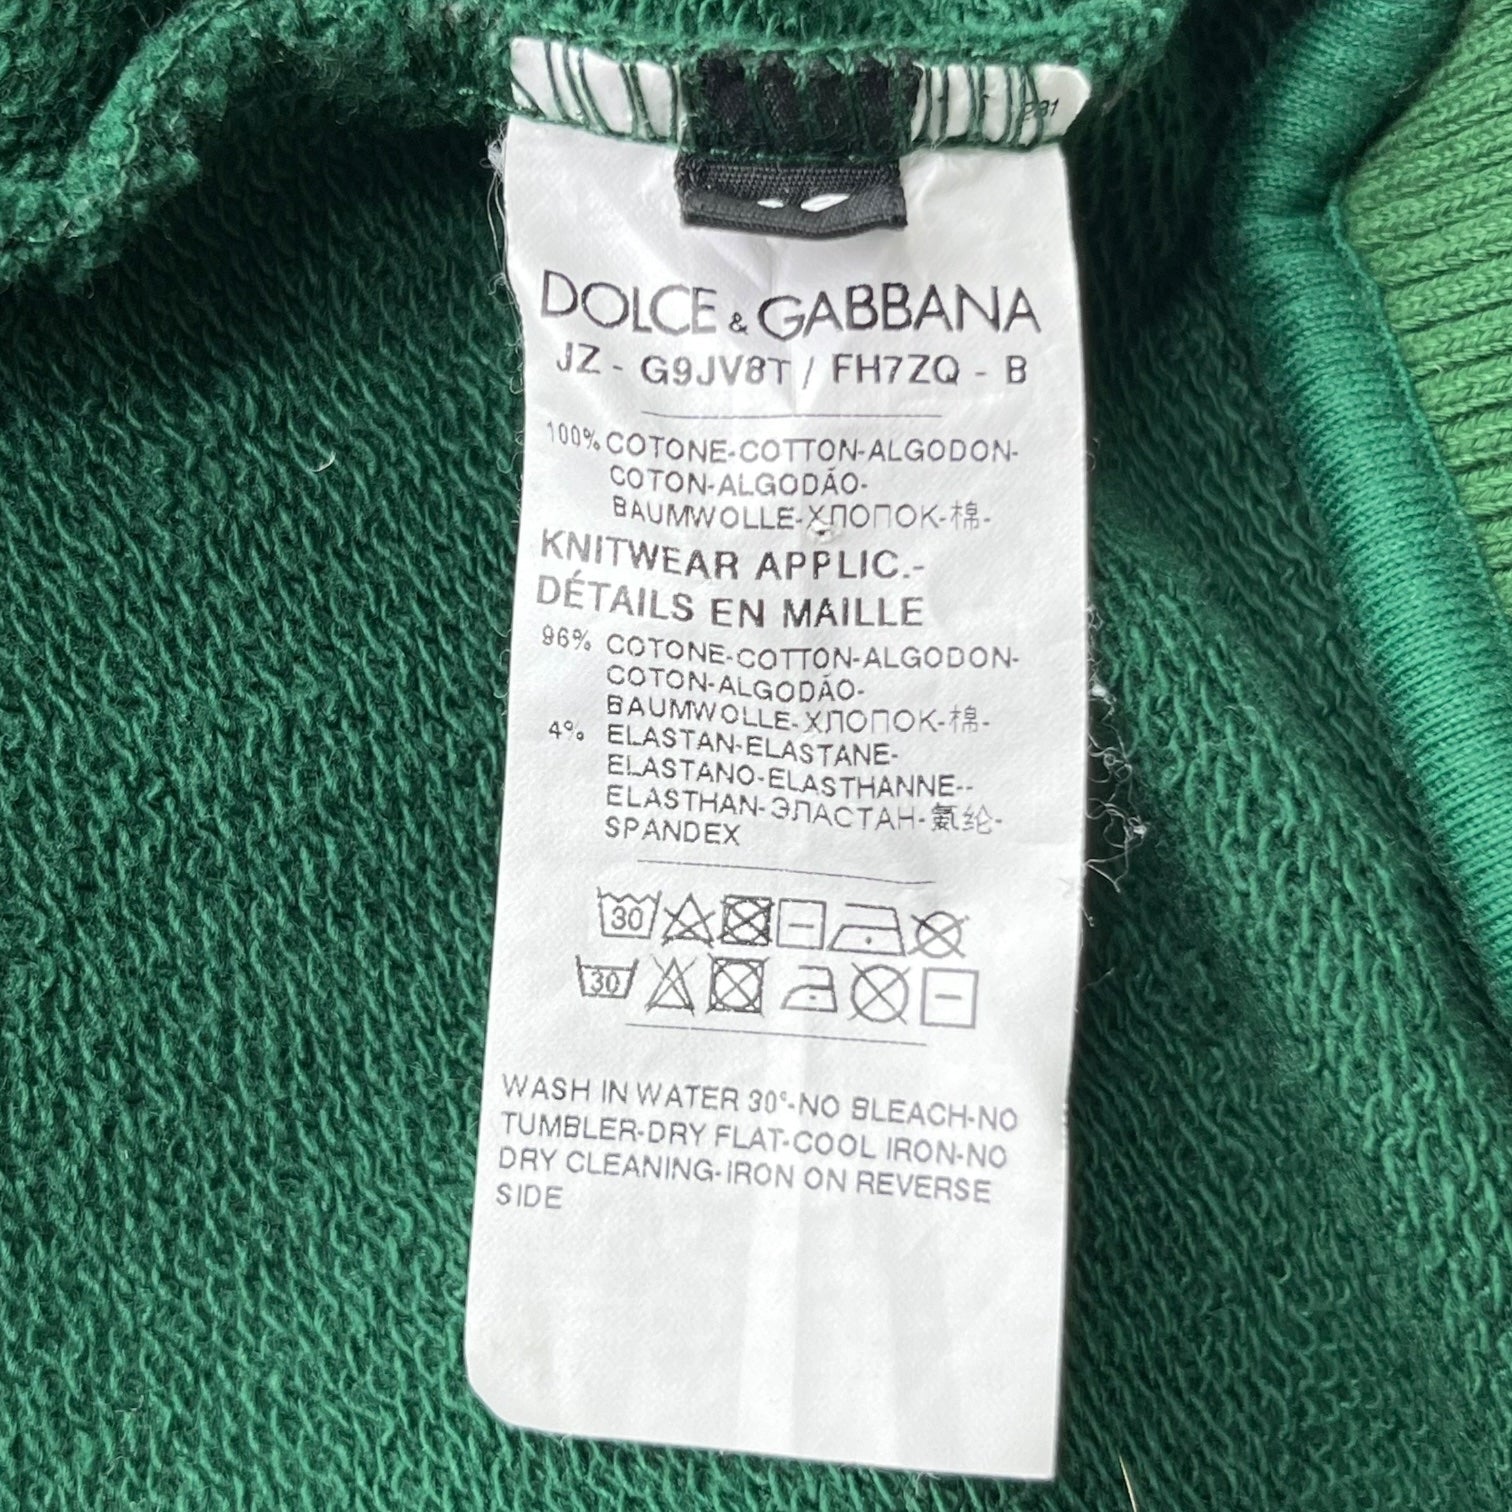 DOLCE & GABBANA
JZ - G9JV8T / FH7ZQ - B
100% COTONE-COTTON-ALGODON-
COTON-ALGODÃO-
BAUMWOLLE-ХЛОПОК-棉-
KNITWEAR APPLIC.-
DÉTAILS EN MAILLE
96% COTONE-COTTON-ALGODON-
COTON-ALGODÃO-
BAUMWOLLE-ХЛОПОК-棉-
4% ELASTAN-ELASTANE-
ELASTANO-ELASTHANNE--
ELASTHAN-ЭЛАСТАН-氨纶-
SPANDEX
30
30
WASH IN WATER 30°-NO BLEACH-NO
TUMBLER-DRY FLAT-COOL IRON-NO
DRY CLEANING-IRON ON REVERSE
SIDE